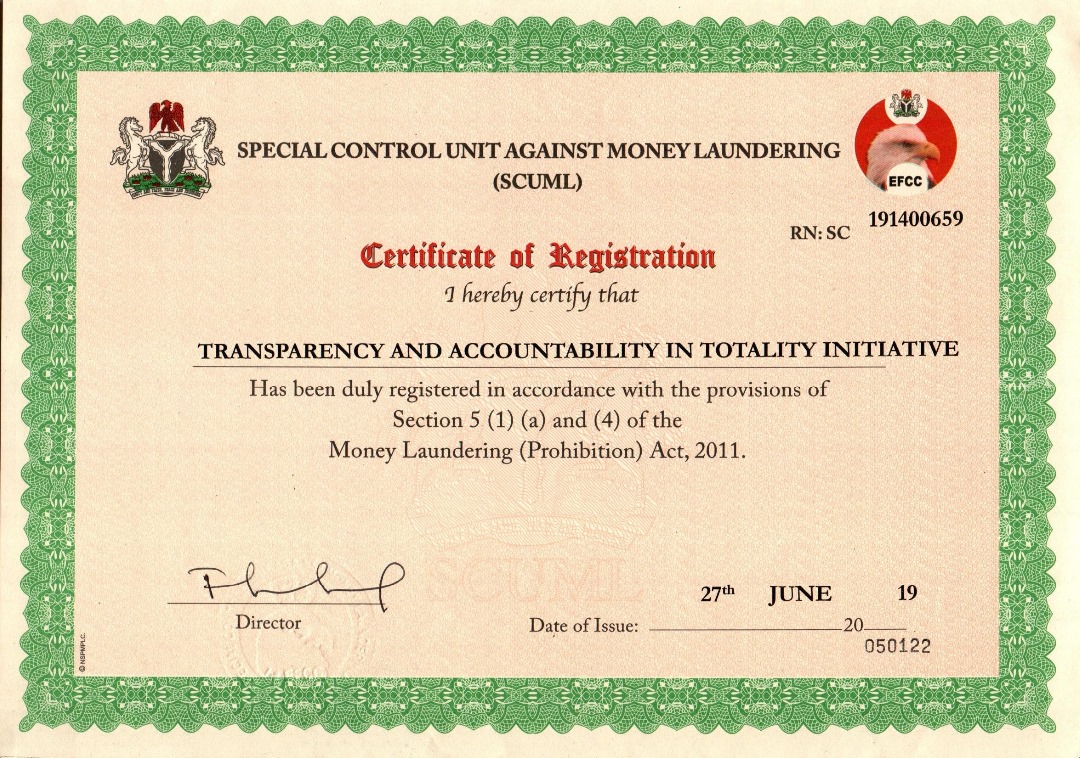 SPECIAL CONTROL UNIT AGAINST MONEY LAUNDERING
(SCUML)
EFCC
RN: SC 191400659
Certificate of Registration
I hereby certify that
TRANSPARENCY AND ACCOUNTABILITY IN TOTALITY INITIATIVE
Has been duly registered in accordance with the provisions of
Section 5 (1) (a) and (4) of the
Money Laundering (Prohibition) Act, 2011.
SCUML
27th JUNE 19
Director
Date of Issue: 20
050122
© NSPMPLC.